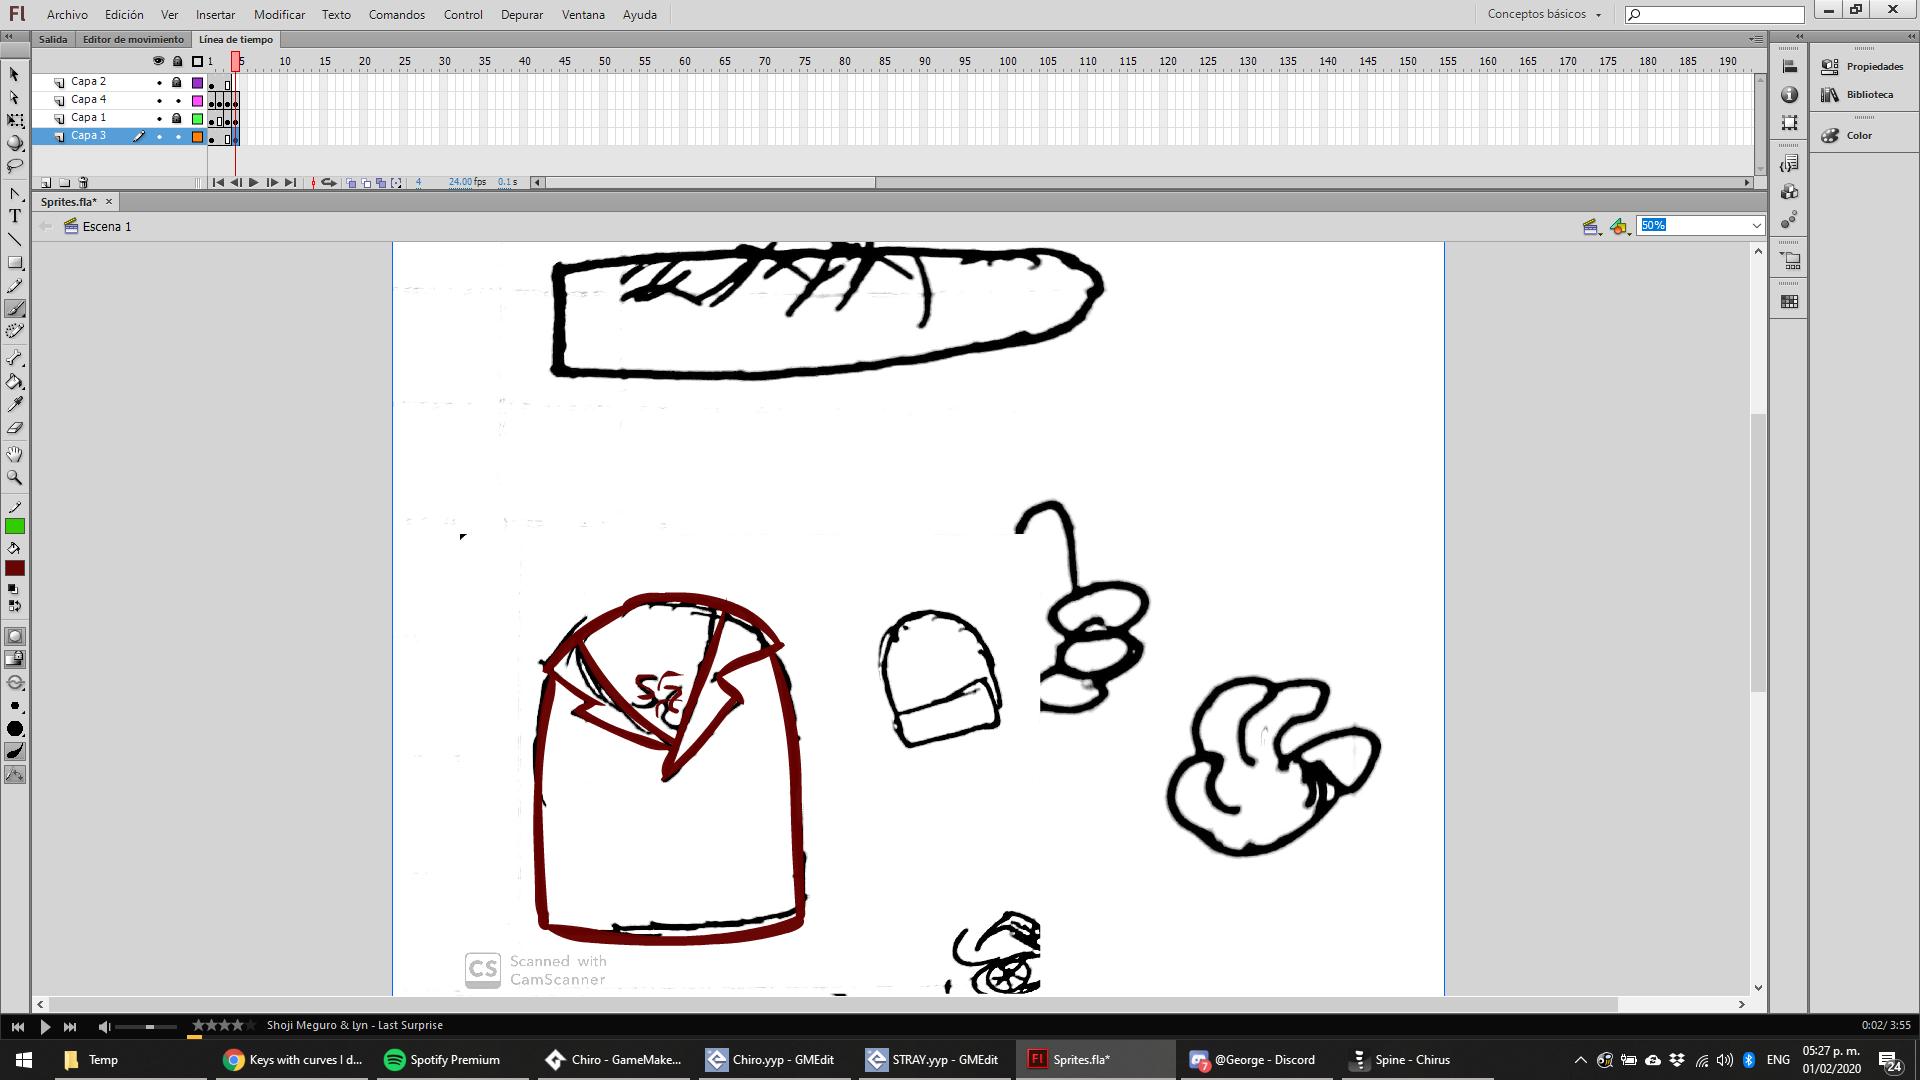 Fl Archivo Edición Ver Insertar Modificar Texto Comandos Control Depurar Ventana Ayuda Conceptos básicos
Salida Editor de movimiento Línea de tiempo
1 5 10 15 20 25 30 35 40 45 50 55 60 65 70 75 80 85 90 95 100 105 110 115 120 125 130 135 140 145 150 155 160 165 170 175 180 185 190
Capa 2
Capa 4
Capa 1
Capa 3
4 24.00 fps 0.1 s
Propiedades
Biblioteca
Color
Sprites.fla*
Escena 1
50%
T
CS Scanned with
CamScanner
Shoji Meguro & Lyn - Last Surprise
0:02/ 3:55
Temp
Keys with curves I d...
Spotify Premium
Chiro - GameMake...
Chiro.yyp - GMEdit
STRAY.yyp - GMEdit
Fl Sprites.fla*
7 @George - Discord
Spine - Chirus
ENG
05:27 p. m.
01/02/2020
24